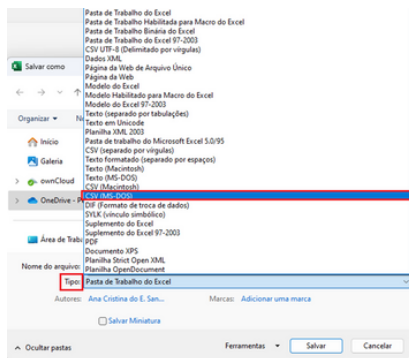 Pasta de Trabalho do Excel
Pasta de Trabalho Habilitada para Macro do Excel
Pasta de Trabalho Binária do Excel
Pasta de Trabalho do Excel 97-2003
CSV UTF-8 (Delimitado por vírgulas)
Dados XML
Página da Web de Arquivo Único
Página da Web
Modelo do Excel
Modelo Habilitado para Macro do Excel
Modelo do Excel 97-2003
Texto (separado por tabulações)
Texto em Unicode
Planilha XML 2003
Pasta de trabalho do Microsoft Excel 5.0/95
CSV (separado por vírgulas)
Texto formatado (separado por espaços)
Texto (Macintosh)
Texto (MS-DOS)
CSV (Macintosh)
CSV (MS-DOS)
DIF (Formato de troca de dados)
SYLK (vínculo simbólico)
Suplemento do Excel
Suplemento do Excel 97-2003
PDF
Documento XPS
Planilha Strict Open XML
Planilha OpenDocument
Salvar como
Organizar
Início
Galeria
ownCloud
OneDrive - P
Área de Traba
Nome do arquivo:
Tipo: Pasta de Trabalho do Excel
Autores: Ana Cristina do E. San... Marcas: Adicionar uma marca
Salvar Miniatura
Ocultar pastas Ferramentas Salvar Cancelar